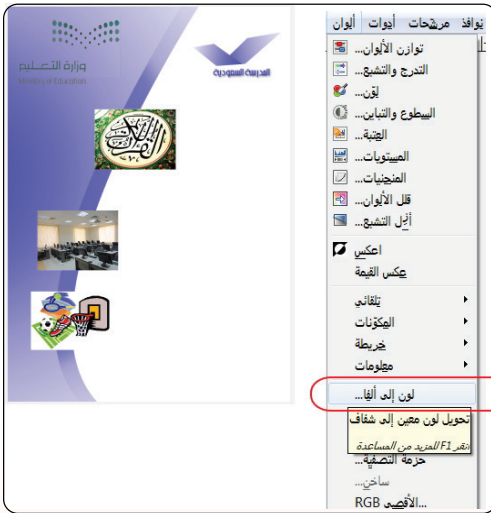 وزارة التعليم
Ministry of Education
المدرسة السعودية
نوافذ مرشحات أدوات ألوان
توازن الألوان...
التدرج والتشبع...
لوّن...
السطوع والتباين...
العتبة...
المستويات...
المنحنيات...
قلل الألوان...
أزل التشبع...
اعكس
عكس القيمة
تلقائي
المكوّنات
خريطة
معلومات
لون إلى ألفا...
تحويل لون معين إلى شفاف
انقر F1 للمزيد من المساعدة
حزمة التصفية...
ساخن...
الأقصى RGB...